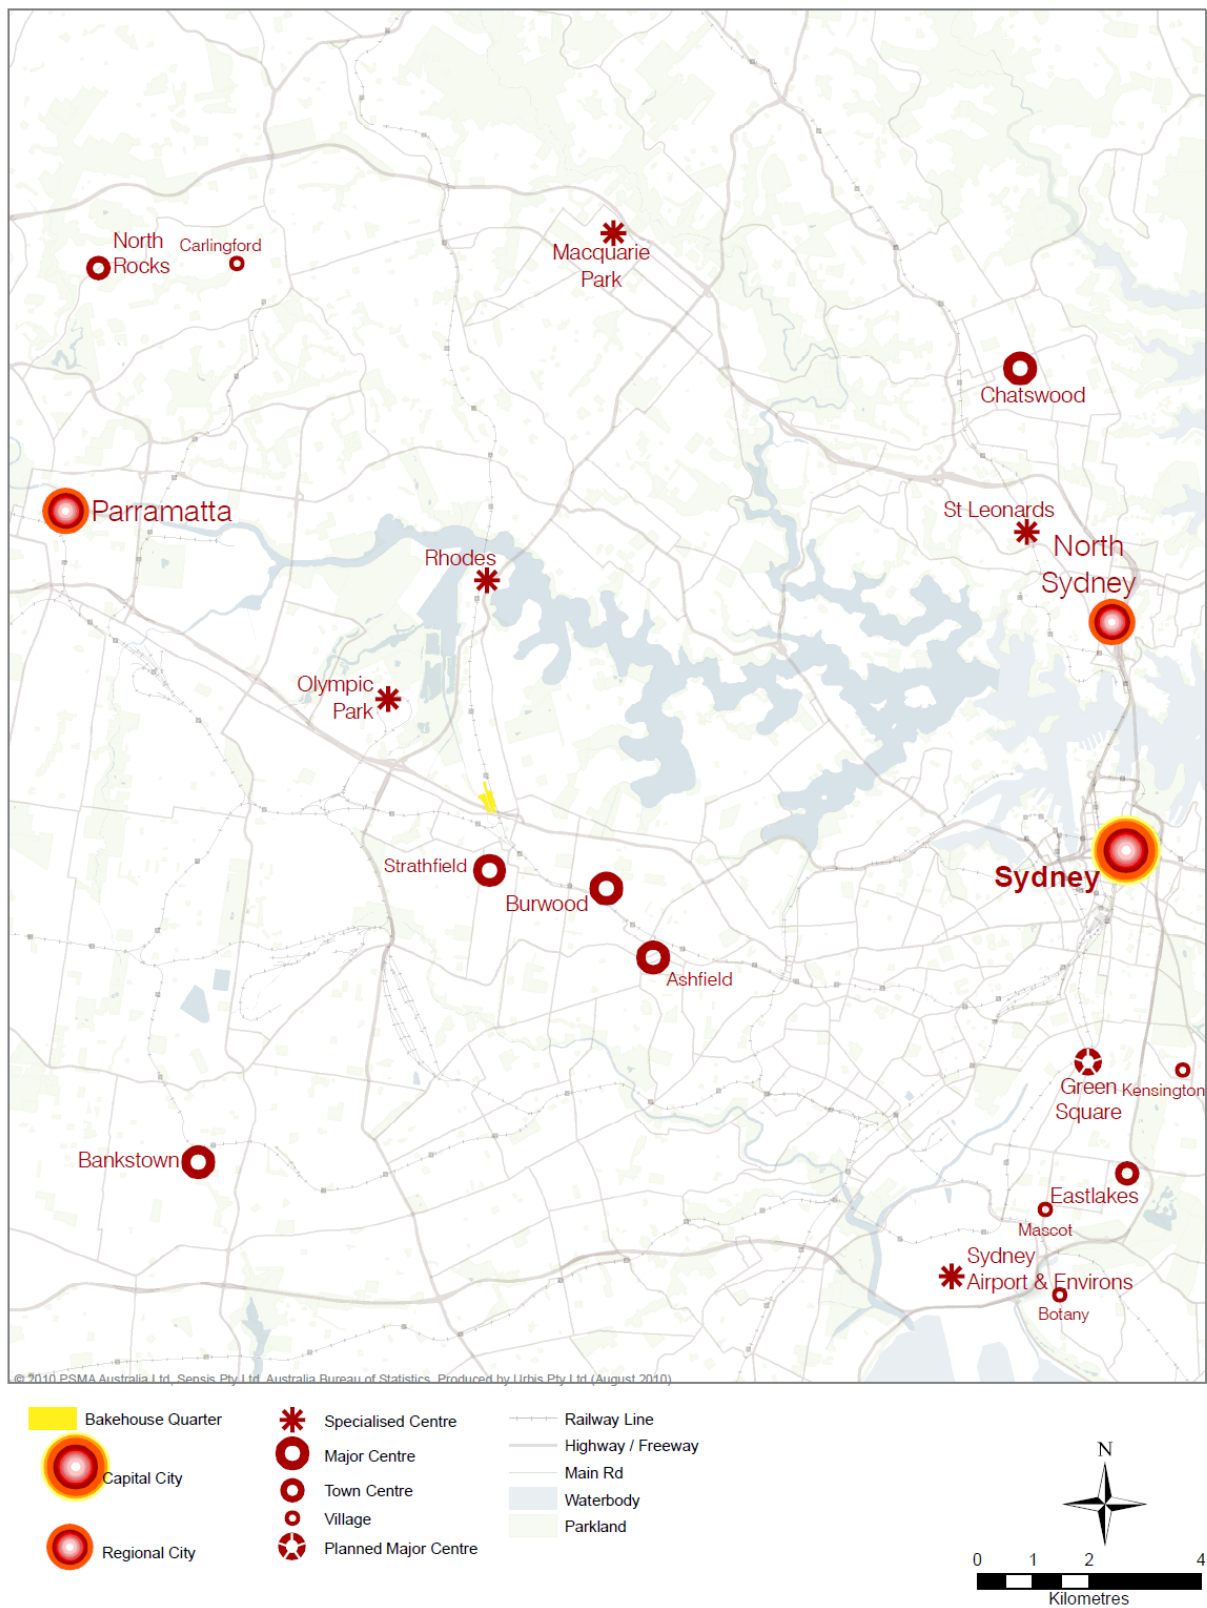 North
Rocks
Carlingford
Macquarie
Park
Chatswood
Parramatta
St Leonards
North
Sydney
Rhodes
Olympic
Park
Strathfield
Burwood
Sydney
Ashfield
Green
Square
Kensington
Bankstown
Eastlakes
Mascot
Sydney
Airport & Environs
Botany
© 2010 PSMA Australia Ltd, Sensis Pty Ltd, Australia Bureau of Statistics, Produced by Urbis Pty Ltd (August 2010)
Bakehouse Quarter
Capital City
Regional City
Specialised Centre
Major Centre
Town Centre
Village
Planned Major Centre
Railway Line
Highway / Freeway
Main Rd
Waterbody
Parkland
N
0 1 2 4
Kilometres